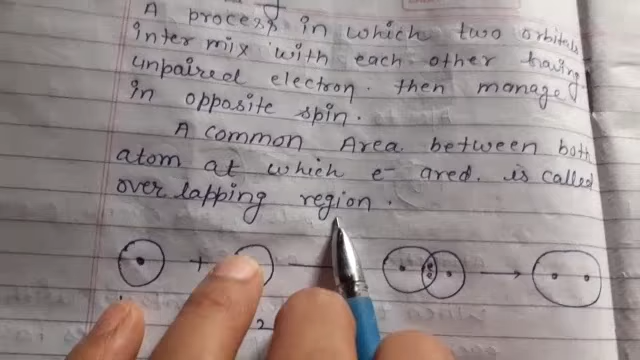 A process in which two orbitals
inter mix with each other having
unpaired electron. then manage
in opposite spin.
A common Area between both
atom at which e- ared. is called
over lapping region.
+
2